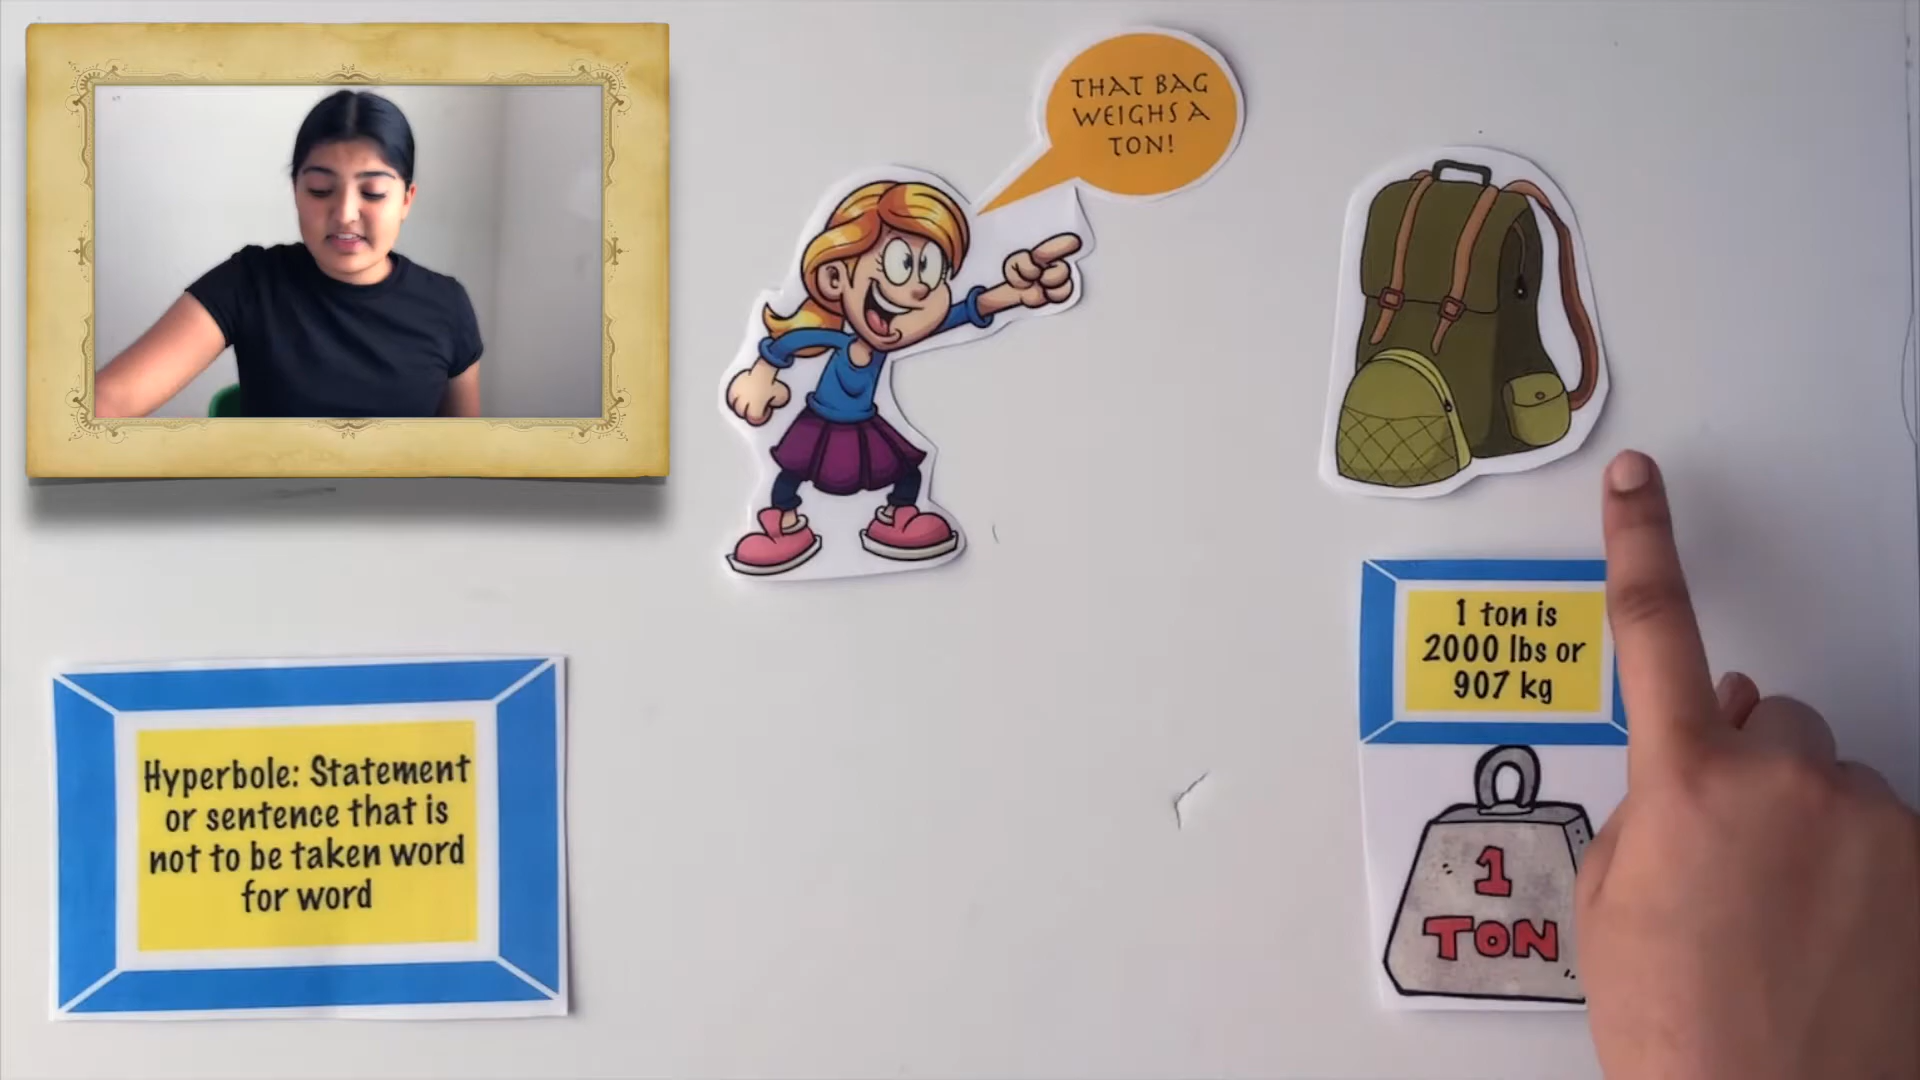 THAT BAG
WEIGHS A
TON!
1 ton is
2000 lbs or
907 kg
1
TON
Hyperbole: Statement
or sentence that is
not to be taken word
for word